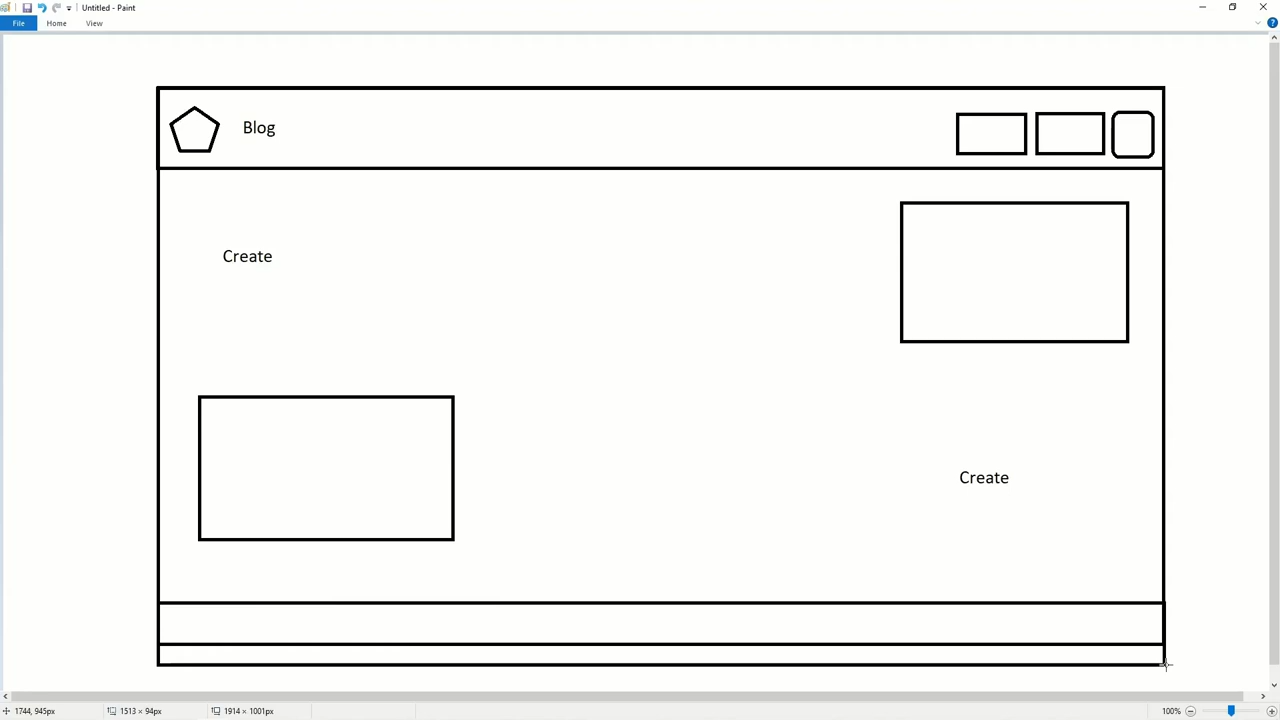 Untitled - Paint
File Home View
Blog
Create
Create
1744, 945px 1513 × 94px 1914 × 1001px 100%